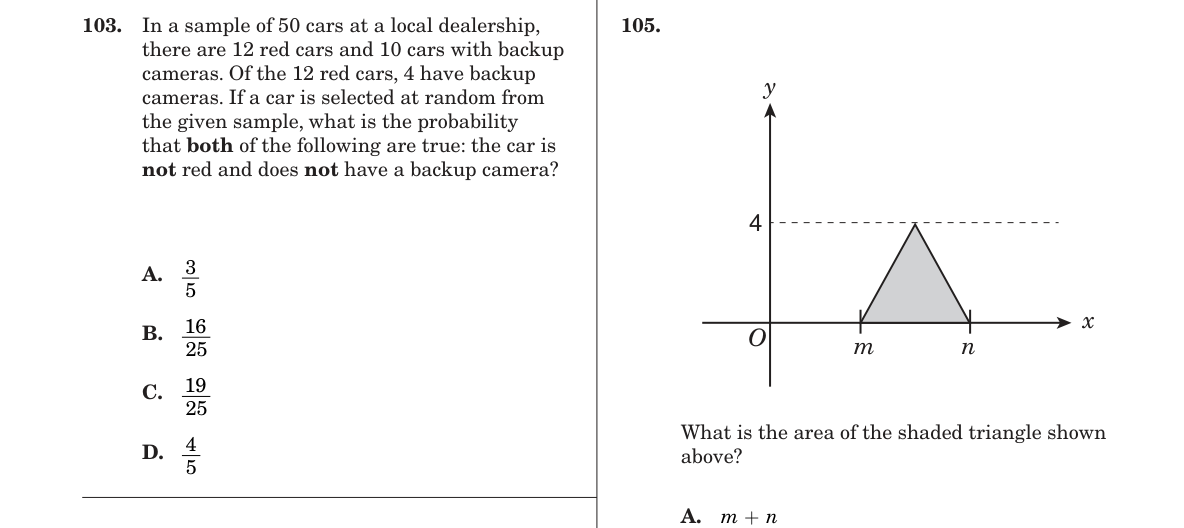 103. In a sample of 50 cars at a local dealership,
there are 12 red cars and 10 cars with backup
cameras. Of the 12 red cars, 4 have backup
cameras. If a car is selected at random from
the given sample, what is the probability
that both of the following are true: the car is
not red and does not have a backup camera?
A. 3/5
B. 16/25
C. 19/25
D. 4/5
105.
y
4
O
m
n
x
What is the area of the shaded triangle shown
above?
A. m + n